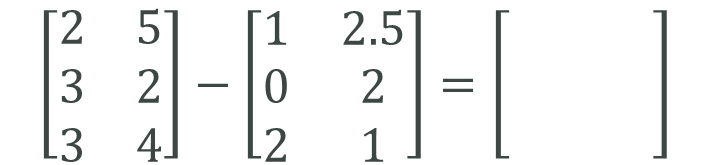 [2 5] [1 2.5] [ ]
[3 2] − [0 2] = [ ]
[3 4] [2 1] [ ]